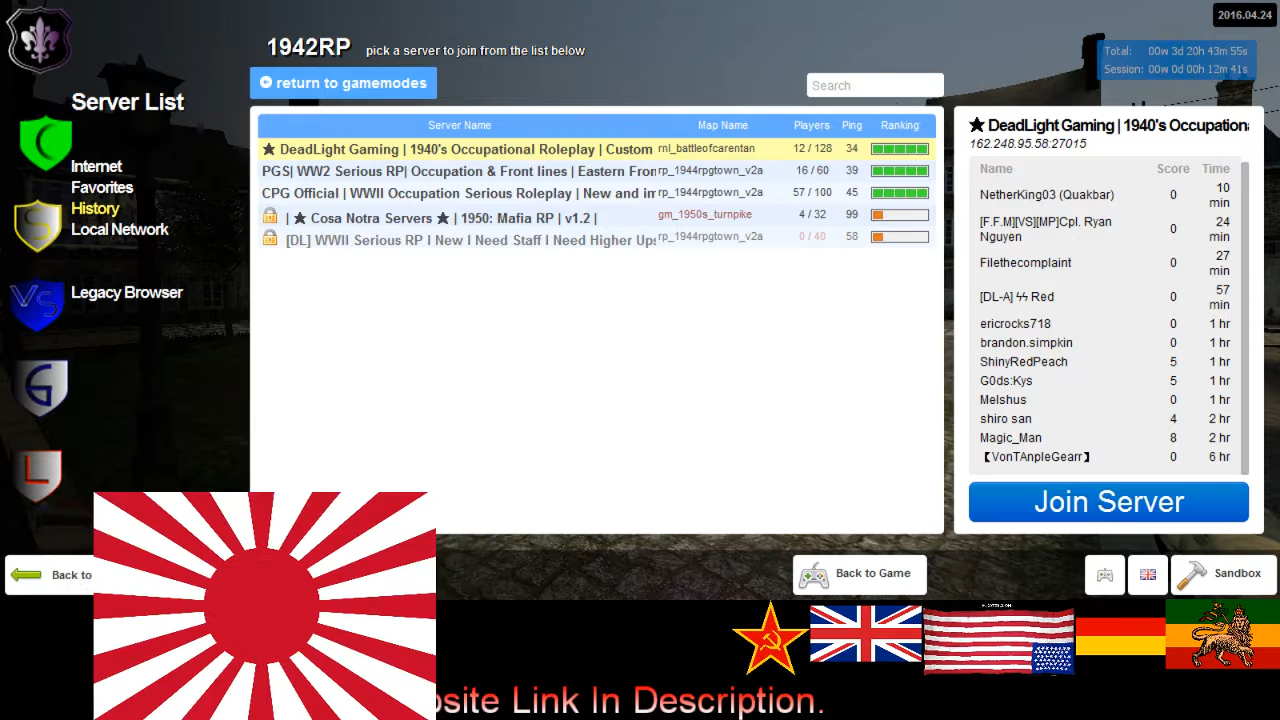 2016.04.24
1942RP pick a server to join from the list below
Total: 00w 3d 20h 43m 55s
Session: 00w 0d 00h 12m 41s
return to gamemodes
Search
Server List
Internet
Favorites
History
Local Network
Legacy Browser
VS
G
L
Server Name Map Name Players Ping Ranking
★ DeadLight Gaming | 1940's Occupational Roleplay | Custom rnl_battleofcarentan 12 / 128 34
PGS| WW2 Serious RP| Occupation & Front lines | Eastern Fron rp_1944rpgtown_v2a 16 / 60 39
CPG Official | WWII Occupation Serious Roleplay | New and im rp_1944rpgtown_v2a 57 / 100 45
| ★ Cosa Notra Servers ★ | 1950: Mafia RP | v1.2 | gm_1950s_turnpike 4 / 32 99
[DL] WWII Serious RP I New I Need Staff I Need Higher Ups rp_1944rpgtown_v2a 0 / 40 58
★ DeadLight Gaming | 1940's Occupationa
162.248.95.58:27015
Name Score Time
NetherKing03 (Quakbar) 0 10 min
[F.F.M][VS][MP]Cpl. Ryan Nguyen 0 24 min
Filethecomplaint 0 27 min
[DL-A] ϟϟ Red 0 57 min
ericrocks718 0 1 hr
brandon.simpkin 0 1 hr
ShinyRedPeach 5 1 hr
G0ds:Kys 5 1 hr
Melshus 0 1 hr
shiro san 4 2 hr
Magic_Man 8 2 hr
【VonTAnpleGearr】 0 6 hr
Join Server
Back to
Back to Game
Sandbox
site Link In Description.